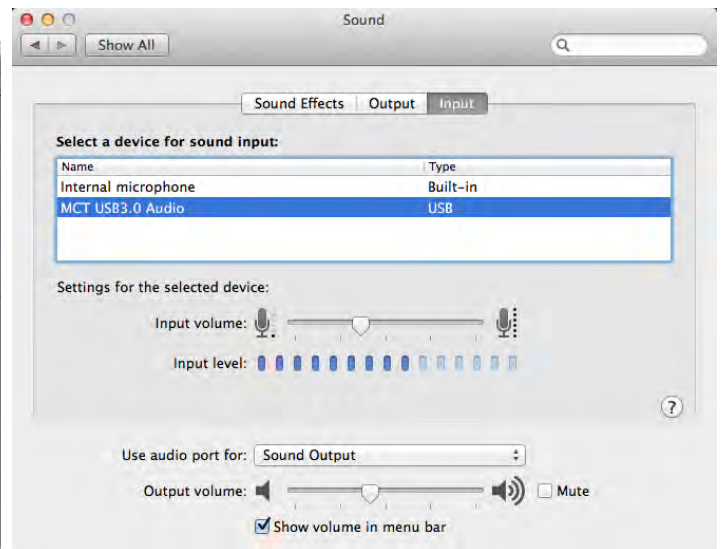 Sound
Show All
Sound Effects Output Input
Select a device for sound input:
Name Type
Internal microphone Built-in
MCT USB3.0 Audio USB
Settings for the selected device:
Input volume:
Input level:
?
Use audio port for: Sound Output
Output volume: Mute
Show volume in menu bar